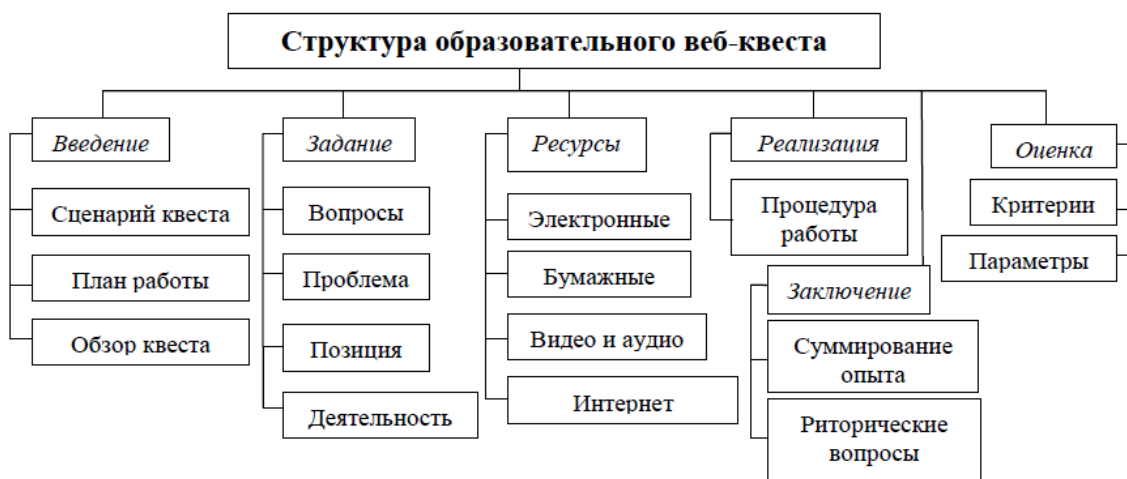 Структура образовательного веб-квеста
Введение
Сценарий квеста
План работы
Обзор квеста
Задание
Вопросы
Проблема
Позиция
Деятельность
Ресурсы
Электронные
Бумажные
Видео и аудио
Интернет
Реализация
Процедура
работы
Заключение
Суммирование
опыта
Риторические
вопросы
Оценка
Критерии
Параметры